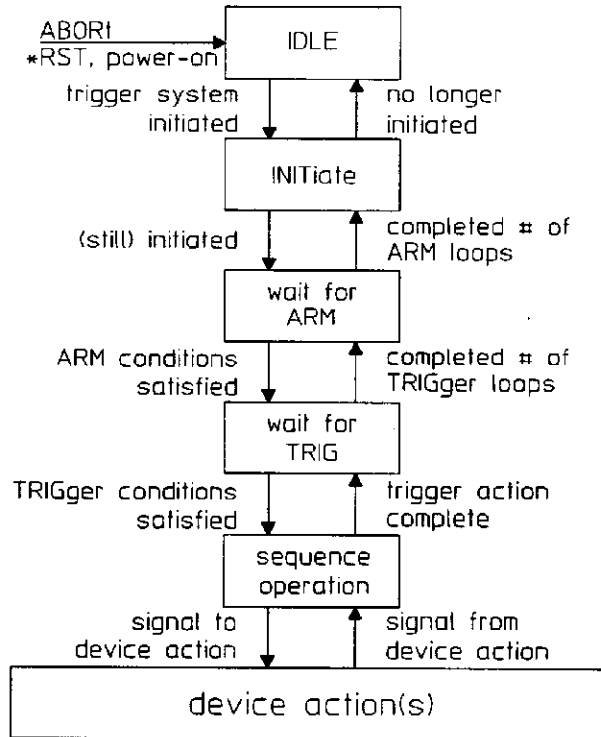 ABORt
*RST, power-on
IDLE
trigger system
initiated
no longer
initiated
INITiate
(still) initiated
completed # of
ARM loops
wait for
ARM
ARM conditions
satisfied
completed # of
TRIGger loops
wait for
TRIG
TRIGger conditions
satisfied
trigger action
complete
sequence
operation
signal to
device action
signal from
device action
device action(s)